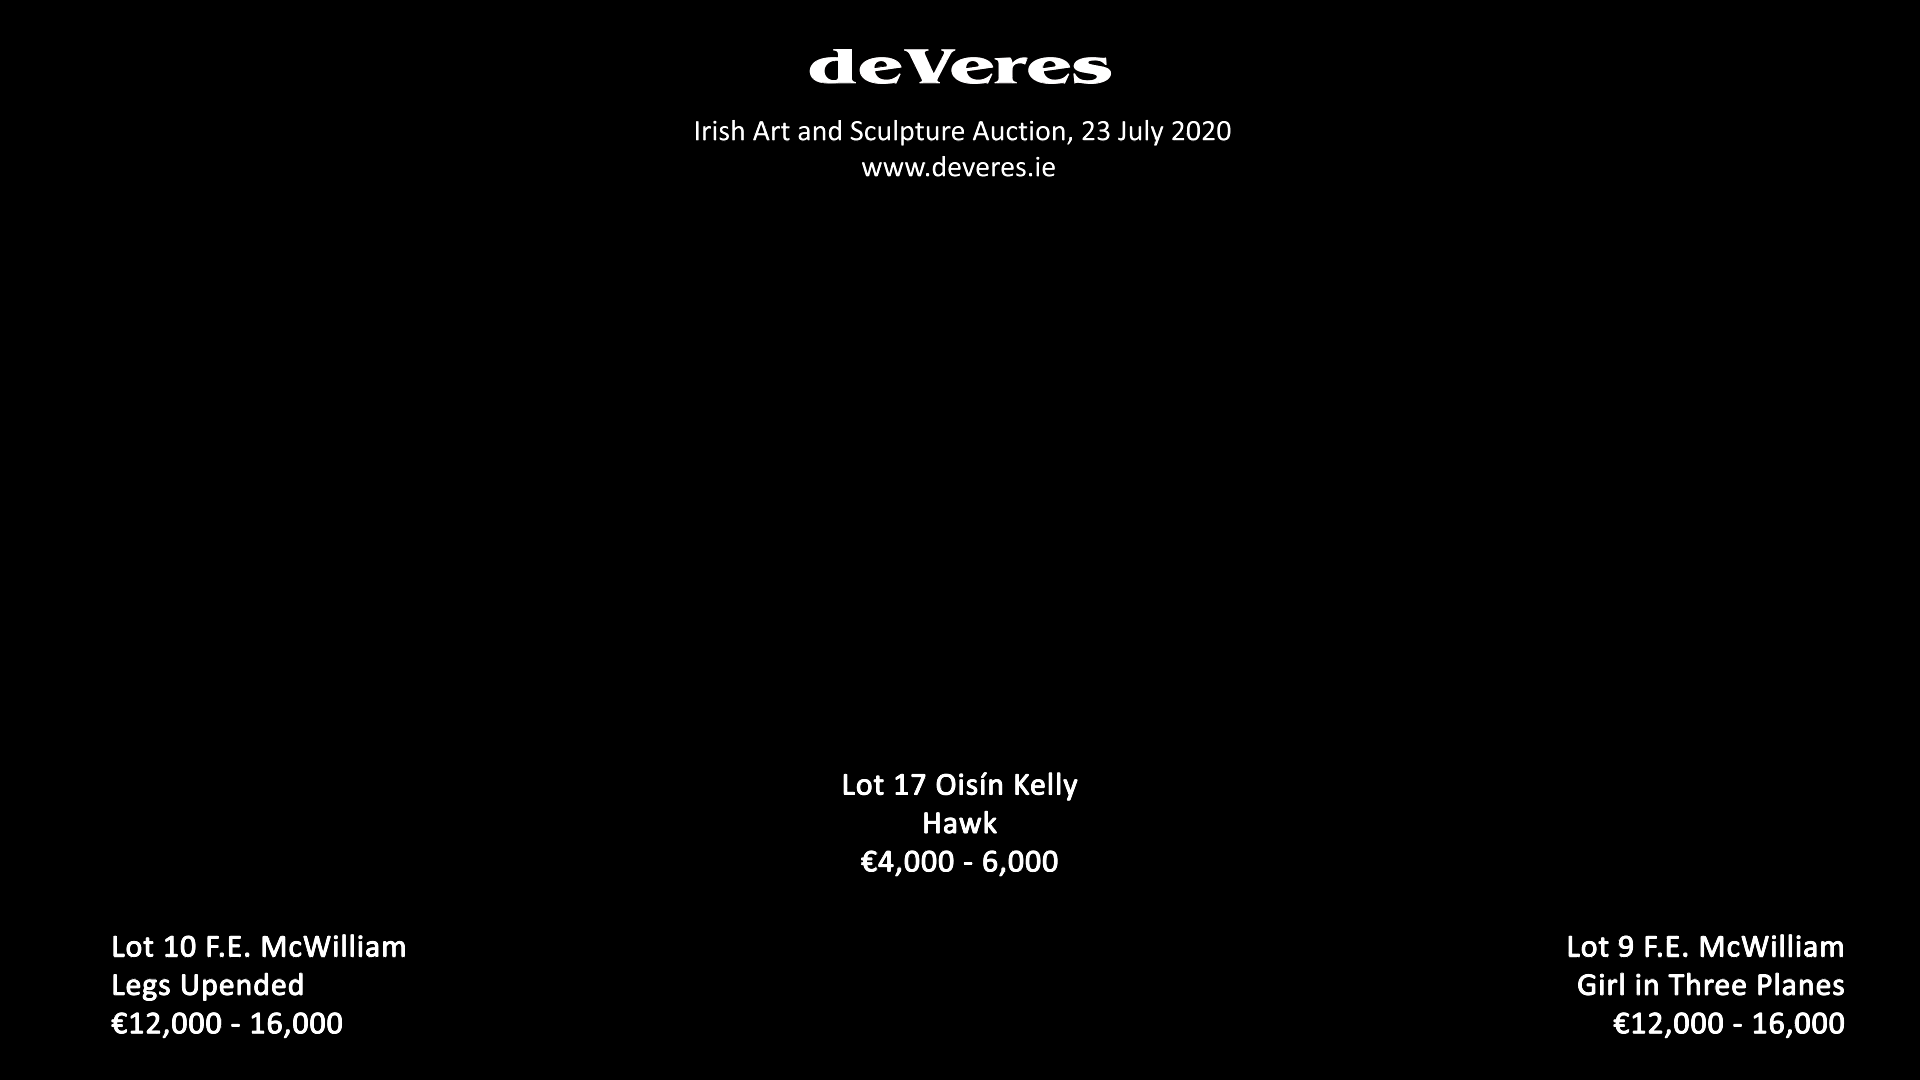 deVeres
Irish Art and Sculpture Auction, 23 July 2020
www.deveres.ie
Lot 17 Oisín Kelly
Hawk
€4,000 - 6,000
Lot 10 F.E. McWilliam
Legs Upended
€12,000 - 16,000
Lot 9 F.E. McWilliam
Girl in Three Planes
€12,000 - 16,000